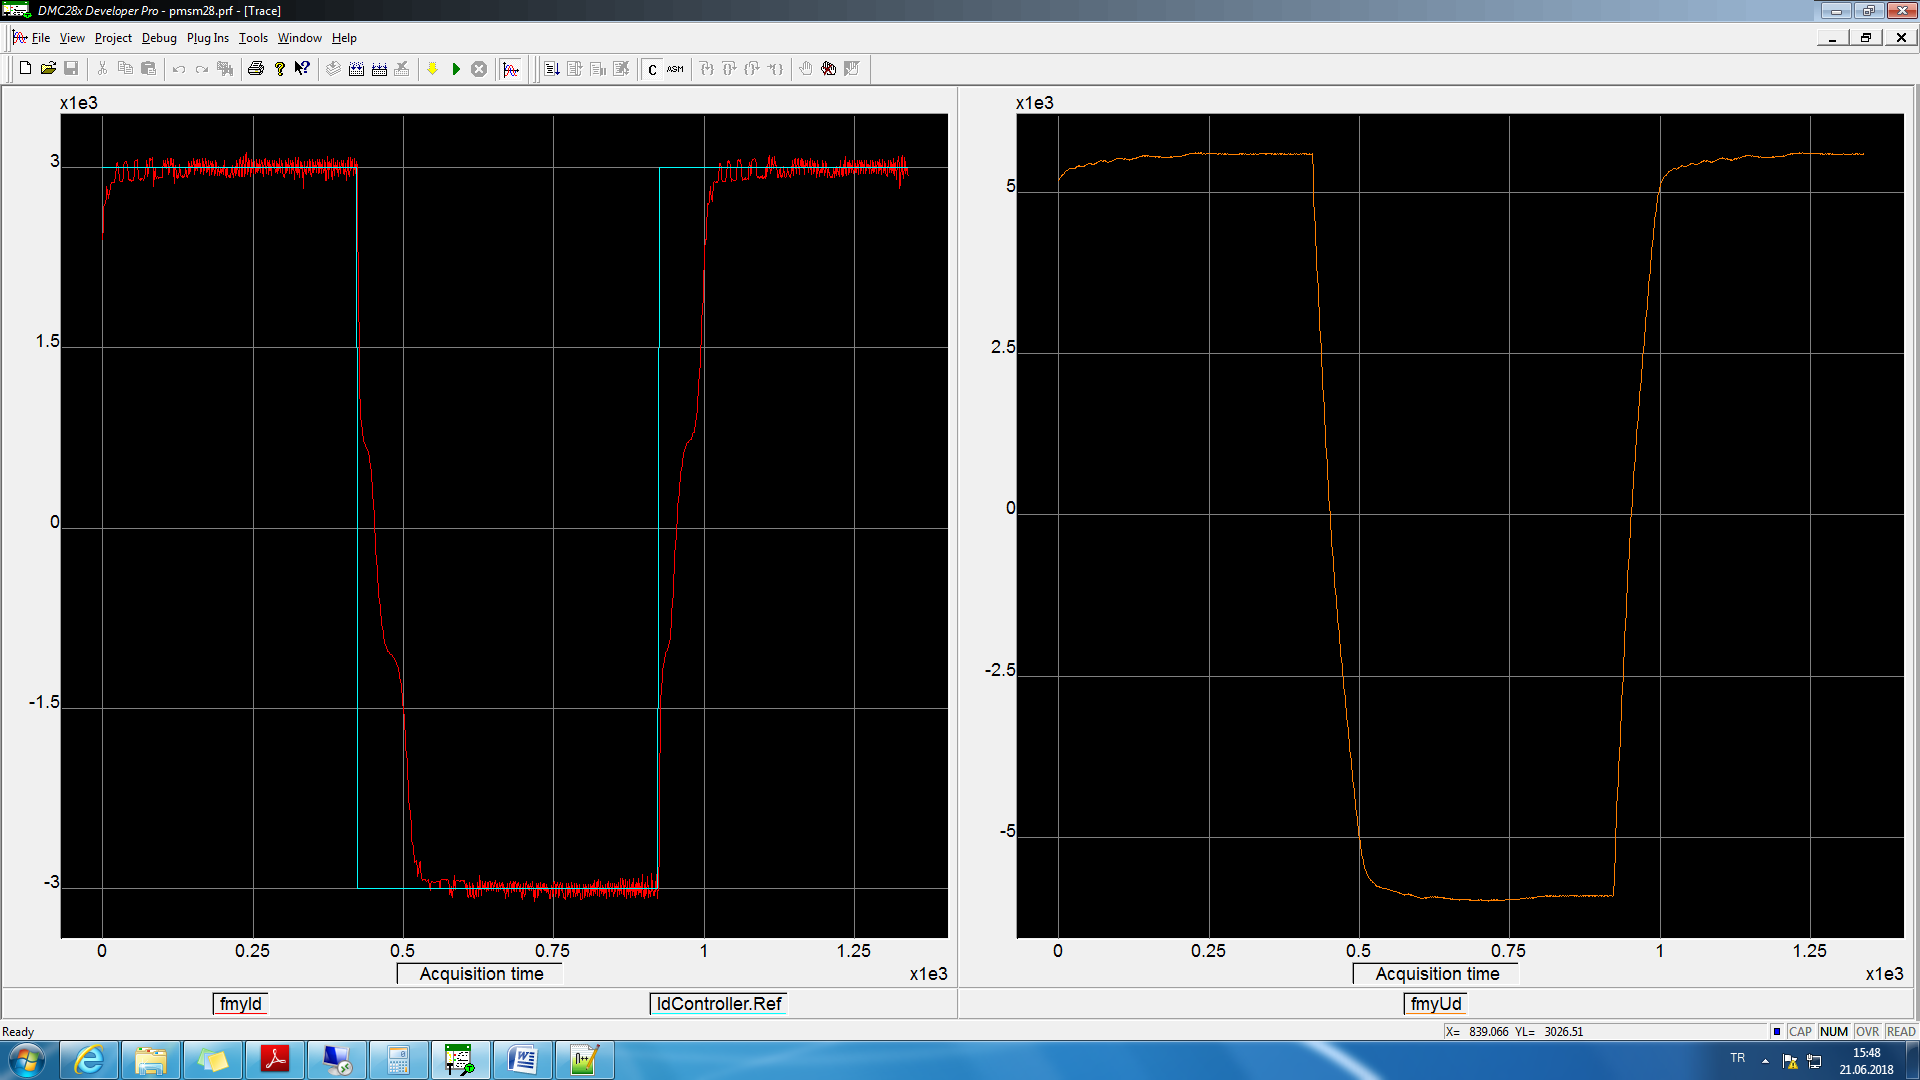 DMC28x Developer Pro - pmsm28.prf - [Trace]
File View Project Debug Plug Ins Tools Window Help
C ASM
x1e3
3
1.5
0
-1.5
-3
0 0.25 0.5 0.75 1 1.25
Acquisition time x1e3
fmyId IdController.Ref
x1e3
5
2.5
0
-2.5
-5
0 0.25 0.5 0.75 1 1.25
Acquisition time x1e3
fmyUd
Ready X= 839.066 YL= 3026.51 CAP NUM OVR READ
TR 15:48
21.06.2018